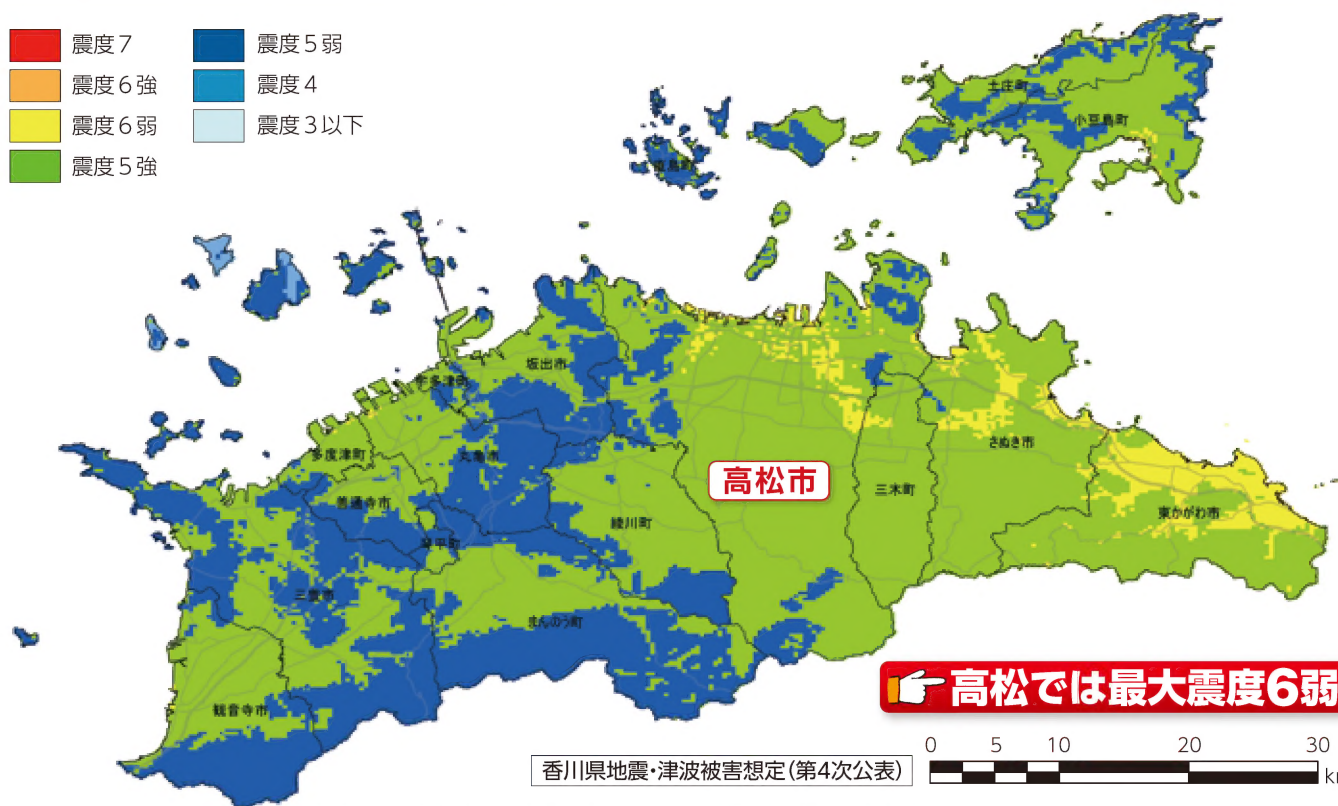 震度7
震度6強
震度6弱
震度5強
震度5弱
震度4
震度3以下
土庄町
小豆島町
直島町
坂出市
宇多津町
多度津町
丸亀市
善通寺市
琴平町
綾川町
高松市
三木町
さぬき市
東かがわ市
三豊市
まんのう町
観音寺市
高松では最大震度6弱
香川県地震・津波被害想定(第4次公表)
0 5 10 20 30
km